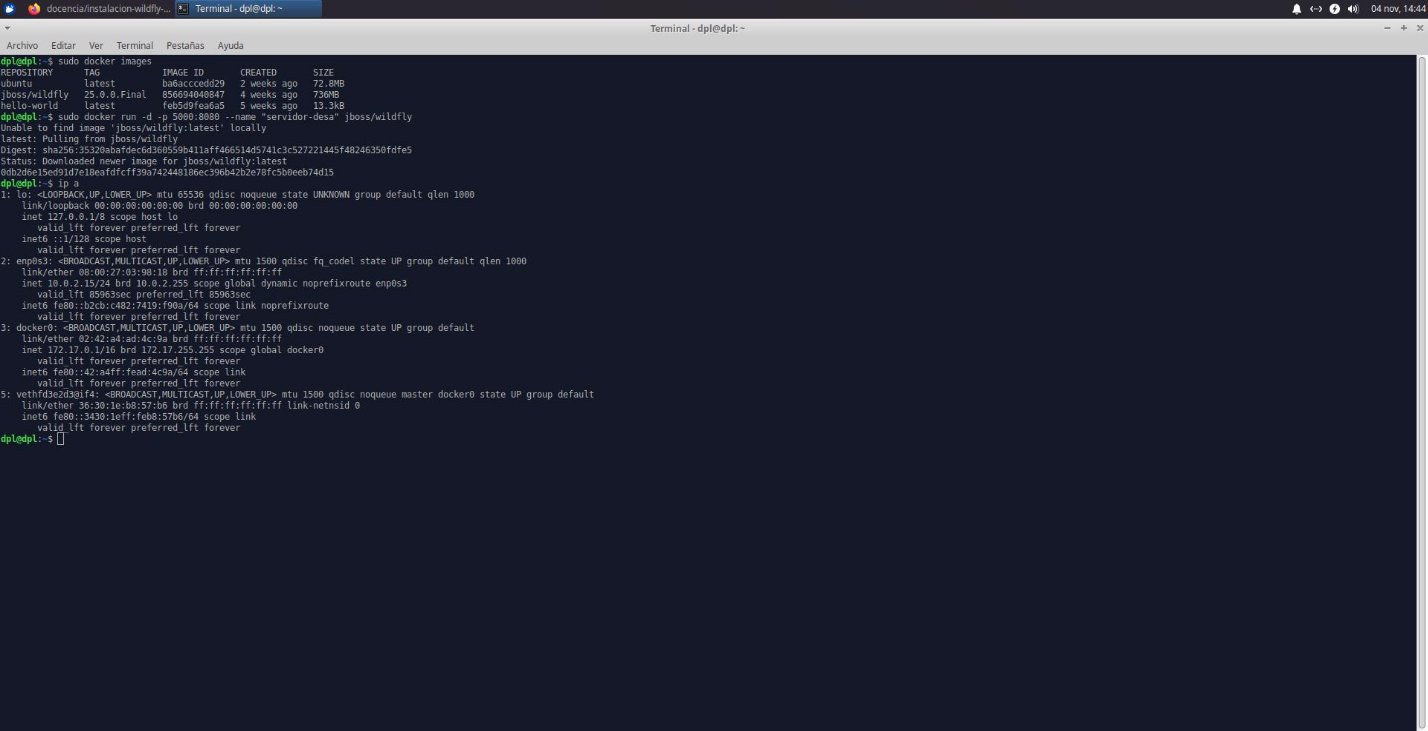 docencia/instalacion-wildfly-...
Terminal - dpl@dpl: ~
04 nov, 14:44
Terminal - dpl@dpl: ~
Archivo Editar Ver Terminal Pestañas Ayuda
dpl@dpl:~$ sudo docker images
REPOSITORY TAG IMAGE ID CREATED SIZE
ubuntu latest ba6acccedd29 2 weeks ago 72.8MB
jboss/wildfly 25.0.0.Final 856694040847 4 weeks ago 736MB
hello-world latest feb5d9fea6a5 5 weeks ago 13.3kB
dpl@dpl:~$ sudo docker run -d -p 5000:8080 --name "servidor-desa" jboss/wildfly
Unable to find image 'jboss/wildfly:latest' locally
latest: Pulling from jboss/wildfly
Digest: sha256:35320abafdec6d360559b411aff466514d5741c3c527221445f48246350fdfe5
Status: Downloaded newer image for jboss/wildfly:latest
0db2d6e15ed91d7e18eafdfcff39a742448186ec396b42b2e78fc5b0eeb74d15
dpl@dpl:~$ ip a
1: lo: <LOOPBACK,UP,LOWER_UP> mtu 65536 qdisc noqueue state UNKNOWN group default qlen 1000
link/loopback 00:00:00:00:00:00 brd 00:00:00:00:00:00
inet 127.0.0.1/8 scope host lo
valid_lft forever preferred_lft forever
inet6 ::1/128 scope host
valid_lft forever preferred_lft forever
2: enp0s3: <BROADCAST,MULTICAST,UP,LOWER_UP> mtu 1500 qdisc fq_codel state UP group default qlen 1000
link/ether 08:00:27:03:98:18 brd ff:ff:ff:ff:ff:ff
inet 10.0.2.15/24 brd 10.0.2.255 scope global dynamic noprefixroute enp0s3
valid_lft 85963sec preferred_lft 85963sec
inet6 fe80::b2cb:c482:7419:f90a/64 scope link noprefixroute
valid_lft forever preferred_lft forever
3: docker0: <BROADCAST,MULTICAST,UP,LOWER_UP> mtu 1500 qdisc noqueue state UP group default
link/ether 02:42:a4:ad:4c:9a brd ff:ff:ff:ff:ff:ff
inet 172.17.0.1/16 brd 172.17.255.255 scope global docker0
valid_lft forever preferred_lft forever
inet6 fe80::42:a4ff:fead:4c9a/64 scope link
valid_lft forever preferred_lft forever
5: vethfd3e2d3@if4: <BROADCAST,MULTICAST,UP,LOWER_UP> mtu 1500 qdisc noqueue master docker0 state UP group default
link/ether 36:30:1e:b8:57:b6 brd ff:ff:ff:ff:ff:ff link-netnsid 0
inet6 fe80::3430:1eff:feb8:57b6/64 scope link
valid_lft forever preferred_lft forever
dpl@dpl:~$